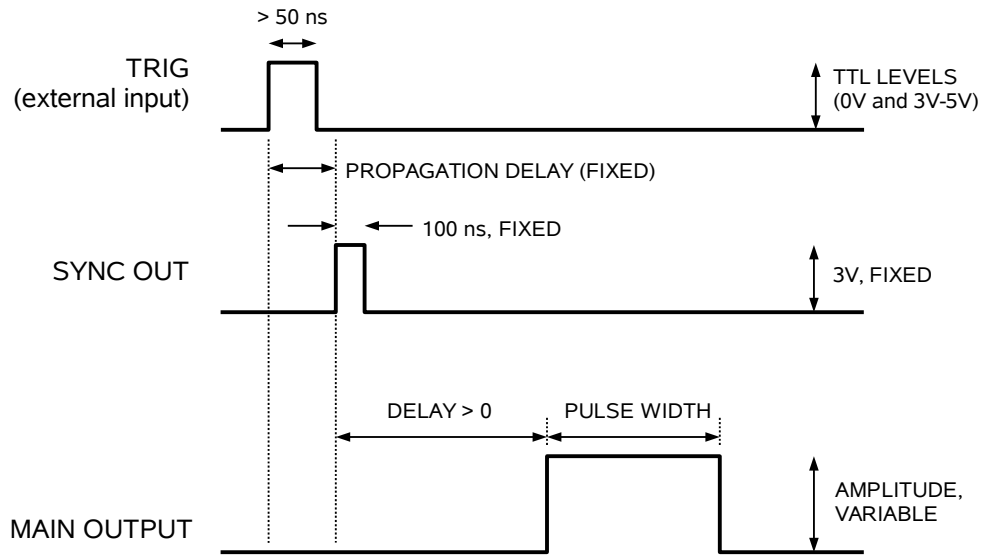 > 50 ns
TRIG
(external input)
TTL LEVELS
(0V and 3V-5V)
PROPAGATION DELAY (FIXED)
100 ns, FIXED
SYNC OUT
3V, FIXED
DELAY > 0
PULSE WIDTH
AMPLITUDE,
VARIABLE
MAIN OUTPUT